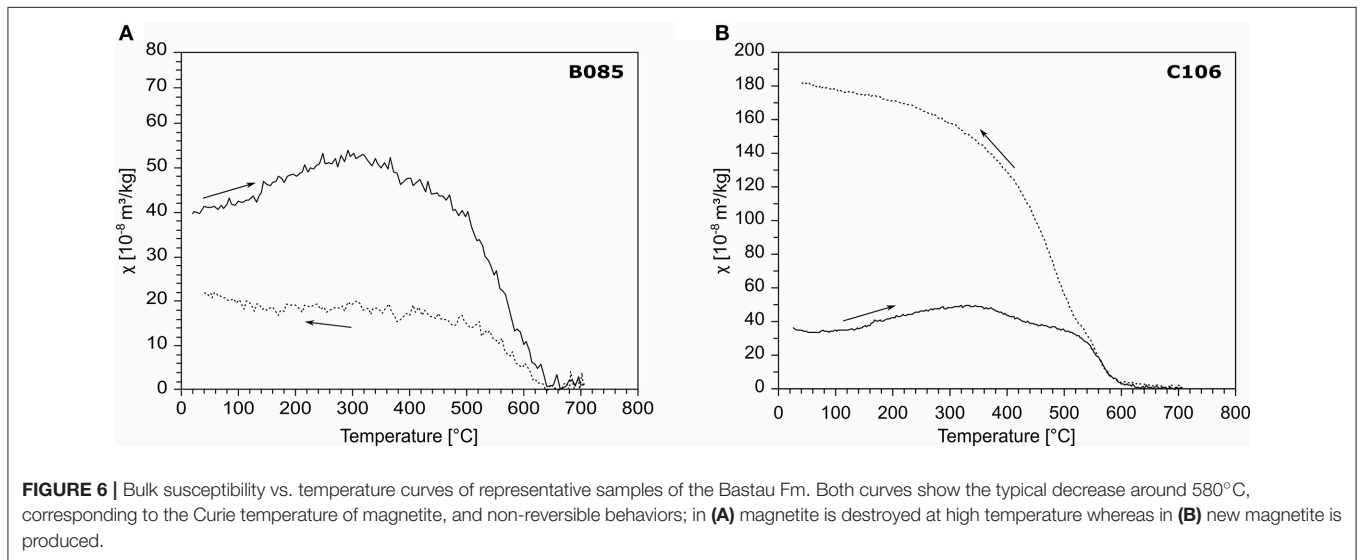 A
B085
80
70
60
50
40
30
20
10
0
χ [10⁻⁸ m³/kg]
0 100 200 300 400 500 600 700 800
Temperature [°C]
B
C106
200
180
160
140
120
100
80
60
40
20
0
χ [10⁻⁸ m³/kg]
0 100 200 300 400 500 600 700 800
Temperature [°C]
FIGURE 6 | Bulk susceptibility vs. temperature curves of representative samples of the Bastau Fm. Both curves show the typical decrease around 580°C,
corresponding to the Curie temperature of magnetite, and non-reversible behaviors; in (A) magnetite is destroyed at high temperature whereas in (B) new magnetite is
produced.